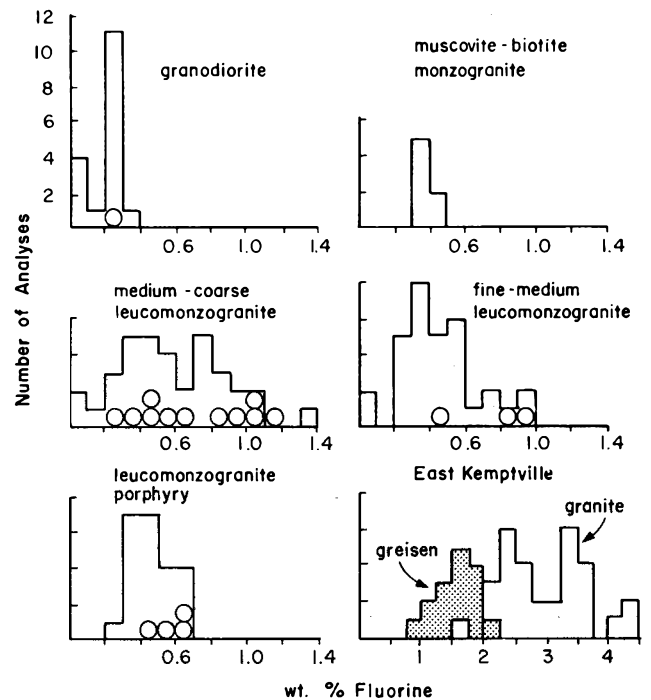 12
10
8
6
4
2
granodiorite
0.6 1.0 1.4
muscovite - biotite
monzogranite
0.6 1.0 1.4
Number of Analyses
medium - coarse
leucomonzogranite
0.6 1.0 1.4
fine - medium
leucomonzogranite
0.6 1.0 1.4
leucomonzogranite
porphyry
0.6 1.0 1.4
East Kemptville
granite
greisen
1 2 3 4
wt. % Fluorine